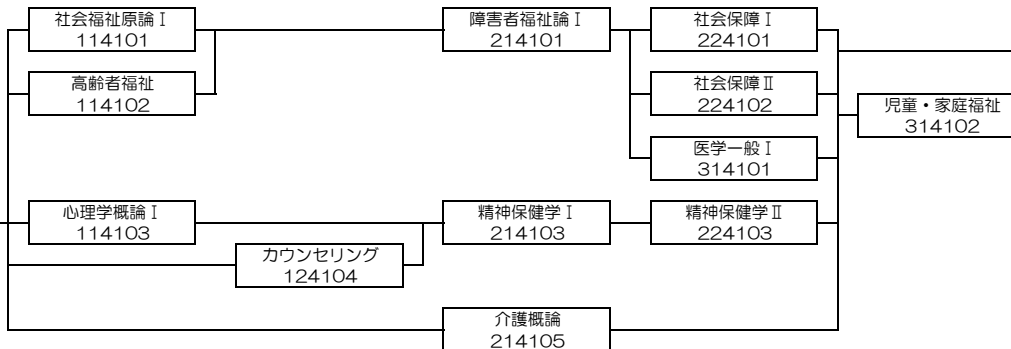 社会福祉原論Ⅰ
114101
障害者福祉論Ⅰ
214101
社会保障Ⅰ
224101
高齢者福祉
114102
社会保障Ⅱ
224102
児童・家庭福祉
314102
医学一般Ⅰ
314101
心理学概論Ⅰ
114103
精神保健学Ⅰ
214103
精神保健学Ⅱ
224103
カウンセリング
124104
介護概論
214105